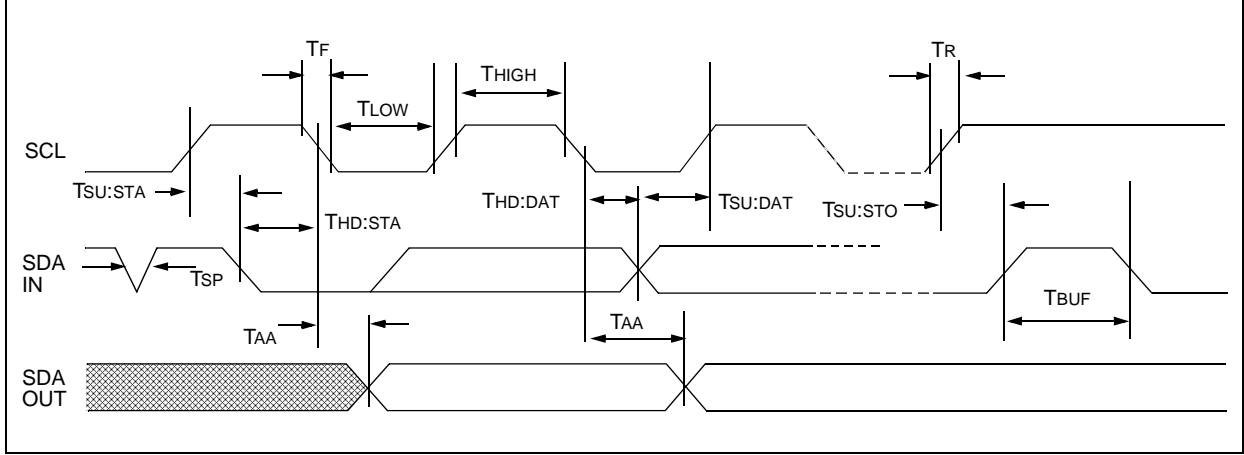 TF
TR
THIGH
TLOW
SCL
TSU:STA
THD:STA
THD:DAT
TSU:DAT
TSU:STO
SDA
IN
TSP
TBUF
TAA
TAA
SDA
OUT